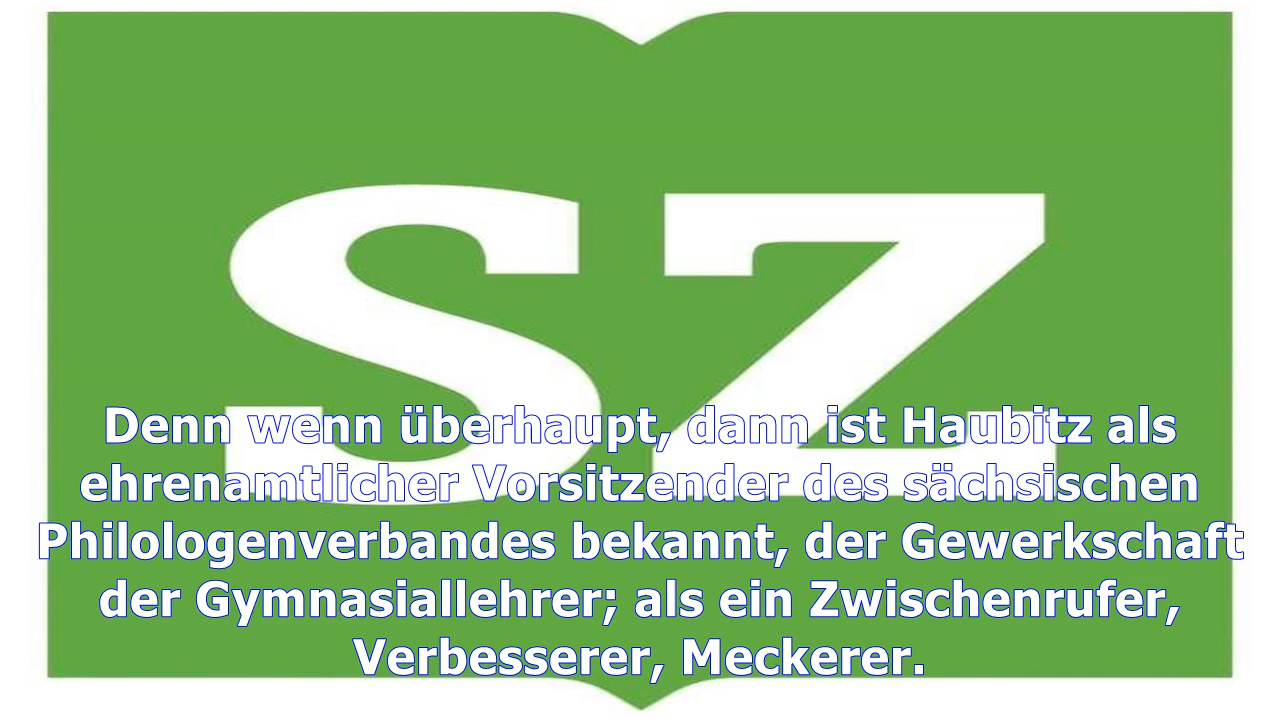 SZ
Denn wenn überhaupt, dann ist Haubitz als
ehrenamtlicher Vorsitzender des sächsischen
Philologenverbandes bekannt, der Gewerkschaft
der Gymnasiallehrer; als ein Zwischenrufer,
Verbesserer, Meckerer.